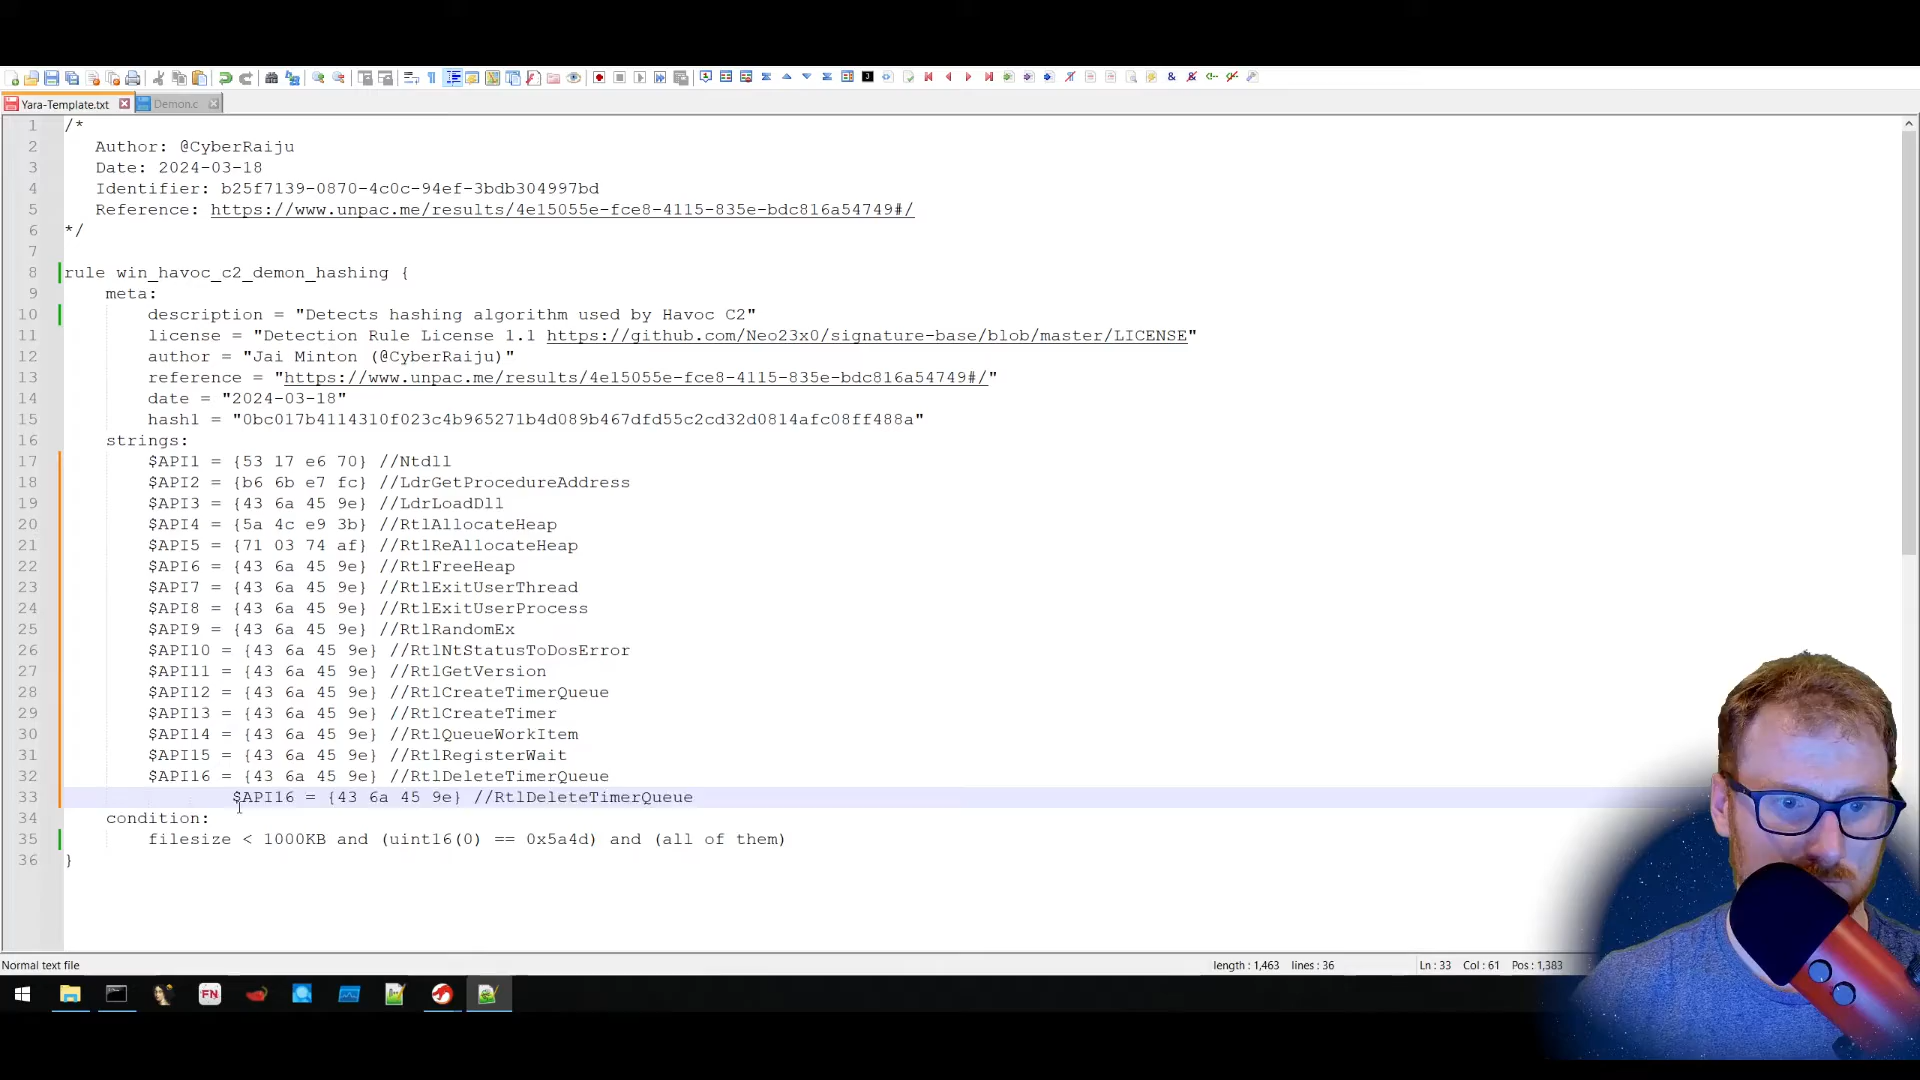 Yara-Template.txt Demon.c
1 /*
2 Author: @CyberRaiju
3 Date: 2024-03-18
4 Identifier: b25f7139-0870-4c0c-94ef-3bdb304997bd
5 Reference: https://www.unpac.me/results/4e15055e-fce8-4115-835e-bdc816a54749#/
6 */
7
8 rule win_havoc_c2_demon_hashing {
9 meta:
10 description = "Detects hashing algorithm used by Havoc C2"
11 license = "Detection Rule License 1.1 https://github.com/Neo23x0/signature-base/blob/master/LICENSE"
12 author = "Jai Minton (@CyberRaiju)"
13 reference = "https://www.unpac.me/results/4e15055e-fce8-4115-835e-bdc816a54749#/"
14 date = "2024-03-18"
15 hash1 = "0bc017b4114310f023c4b965271b4d089b467dfd55c2cd32d0814afc08ff488a"
16 strings:
17 $API1 = {53 17 e6 70} //Ntdll
18 $API2 = {b6 6b e7 fc} //LdrGetProcedureAddress
19 $API3 = {43 6a 45 9e} //LdrLoadDll
20 $API4 = {5a 4c e9 3b} //RtlAllocateHeap
21 $API5 = {71 03 74 af} //RtlReAllocateHeap
22 $API6 = {43 6a 45 9e} //RtlFreeHeap
23 $API7 = {43 6a 45 9e} //RtlExitUserThread
24 $API8 = {43 6a 45 9e} //RtlExitUserProcess
25 $API9 = {43 6a 45 9e} //RtlRandomEx
26 $API10 = {43 6a 45 9e} //RtlNtStatusToDosError
27 $API11 = {43 6a 45 9e} //RtlGetVersion
28 $API12 = {43 6a 45 9e} //RtlCreateTimerQueue
29 $API13 = {43 6a 45 9e} //RtlCreateTimer
30 $API14 = {43 6a 45 9e} //RtlQueueWorkItem
31 $API15 = {43 6a 45 9e} //RtlRegisterWait
32 $API16 = {43 6a 45 9e} //RtlDeleteTimerQueue
33 $API16 = {43 6a 45 9e} //RtlDeleteTimerQueue
34 condition:
35 filesize < 1000KB and (uint16(0) == 0x5a4d) and (all of them)
36 }
Normal text file length : 1,463 lines : 36 Ln : 33 Col : 61 Pos : 1,383
FN